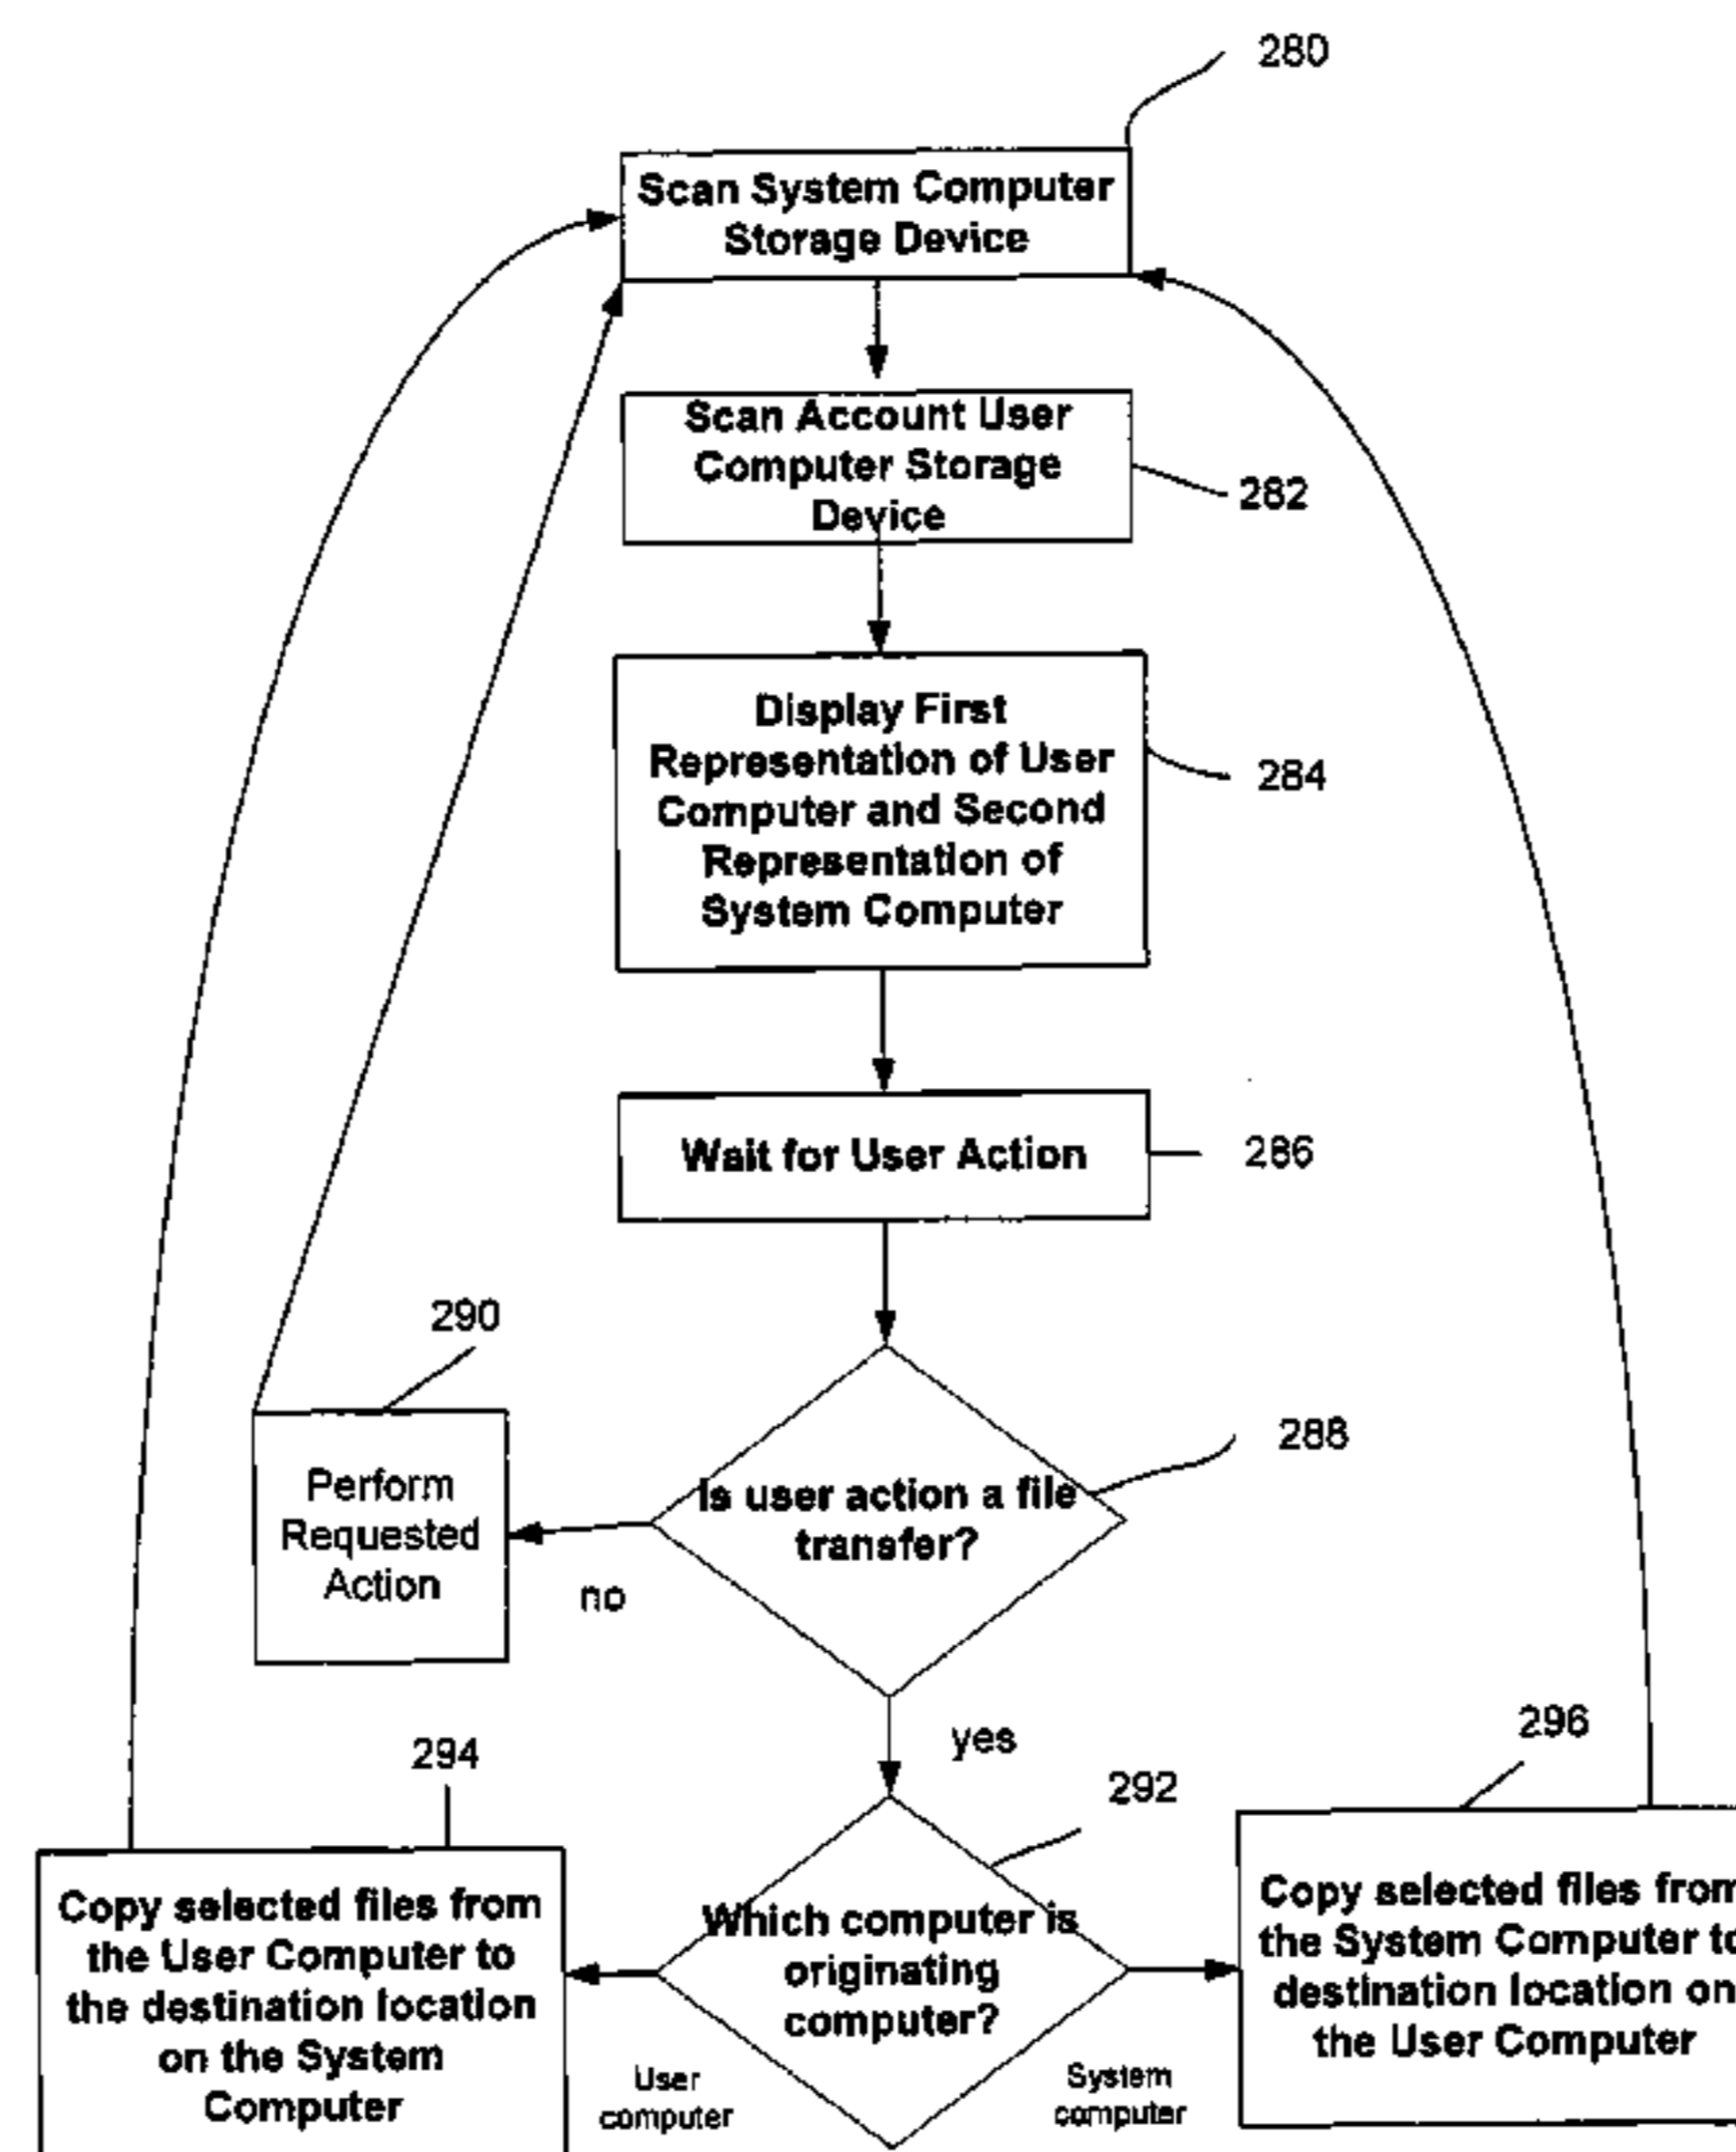 280
Scan System Computer
Storage Device
Scan Account User
Computer Storage
Device
282
Display First
Representation of User
Computer and Second
Representation of
System Computer
284
Wait for User Action
286
290
288
Is user action a file
transfer?
Perform
Requested
Action
no
yes
294
292
296
Copy selected files from
the User Computer to
the destination location
on the System
Computer
Which computer is
originating
computer?
User
computer
System
computer
Copy selected files from
the System Computer to
destination location on
the User Computer